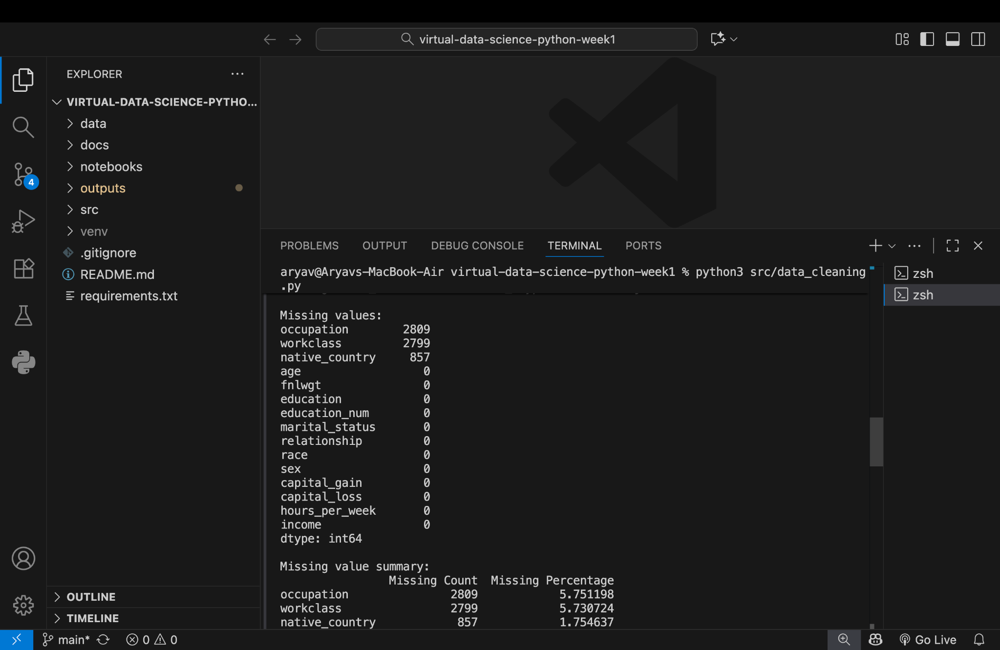 virtual-data-science-python-week1
EXPLORER
VIRTUAL-DATA-SCIENCE-PYTHO...
data
docs
notebooks
outputs
src
venv
.gitignore
README.md
requirements.txt
OUTLINE
TIMELINE
4
PROBLEMS OUTPUT DEBUG CONSOLE TERMINAL PORTS
aryav@Aryavs-MacBook-Air virtual-data-science-python-week1 % python3 src/data_cleaning
.py
Missing values:
occupation 2809
workclass 2799
native_country 857
age 0
fnlwgt 0
education 0
education_num 0
marital_status 0
relationship 0
race 0
sex 0
capital_gain 0
capital_loss 0
hours_per_week 0
income 0
dtype: int64
Missing value summary:
Missing Count Missing Percentage
occupation 2809 5.751198
workclass 2799 5.730724
native_country 857 1.754637
zsh
zsh
main* 0 0 Go Live